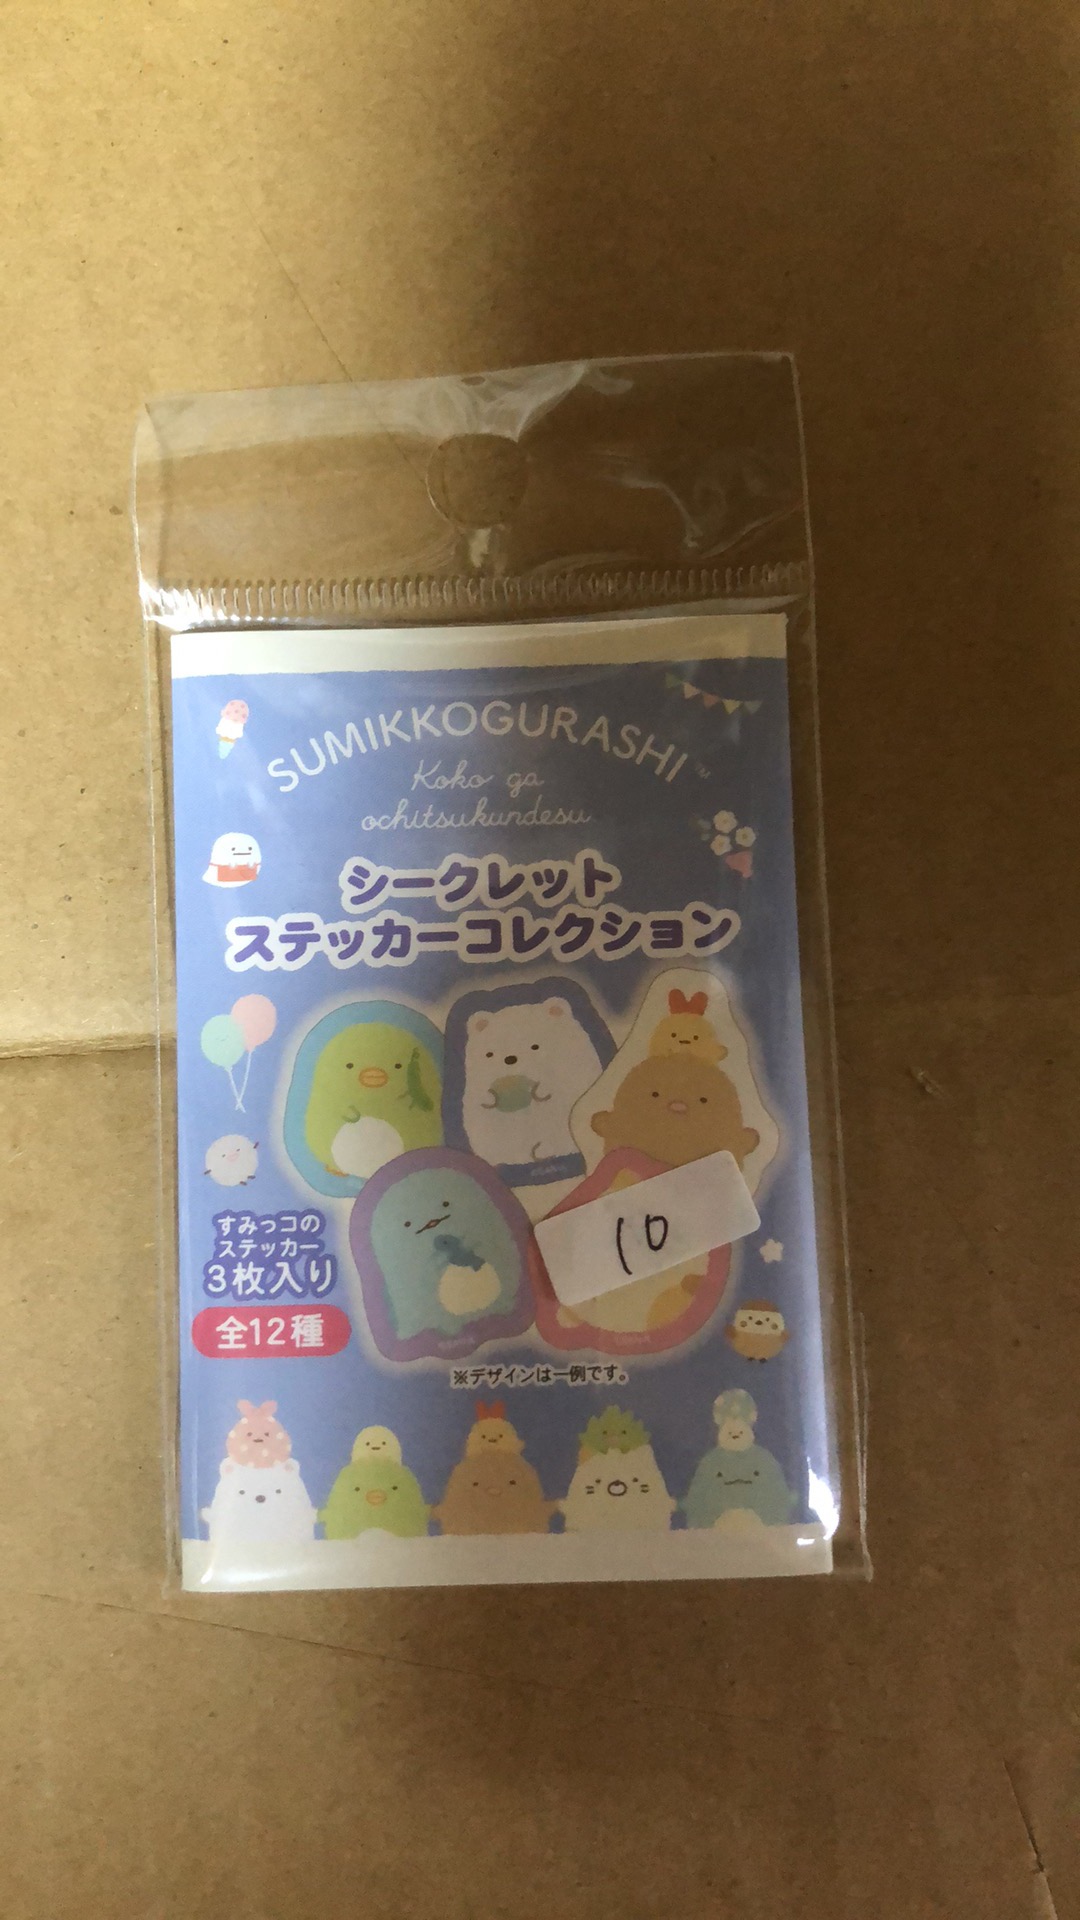 SUMIKKOGURASHI™
Koko ga
ochitsukundesu
シークレット
ステッカーコレクション
すみっコの
ステッカー
3枚入り
全12種
10
※デザインは一例です。